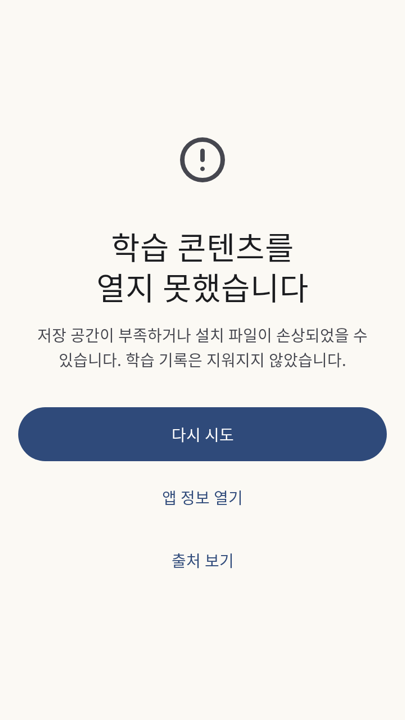 학습 콘텐츠를
열지 못했습니다
저장 공간이 부족하거나 설치 파일이 손상되었을 수
있습니다. 학습 기록은 지워지지 않았습니다.
다시 시도
앱 정보 열기
출처 보기